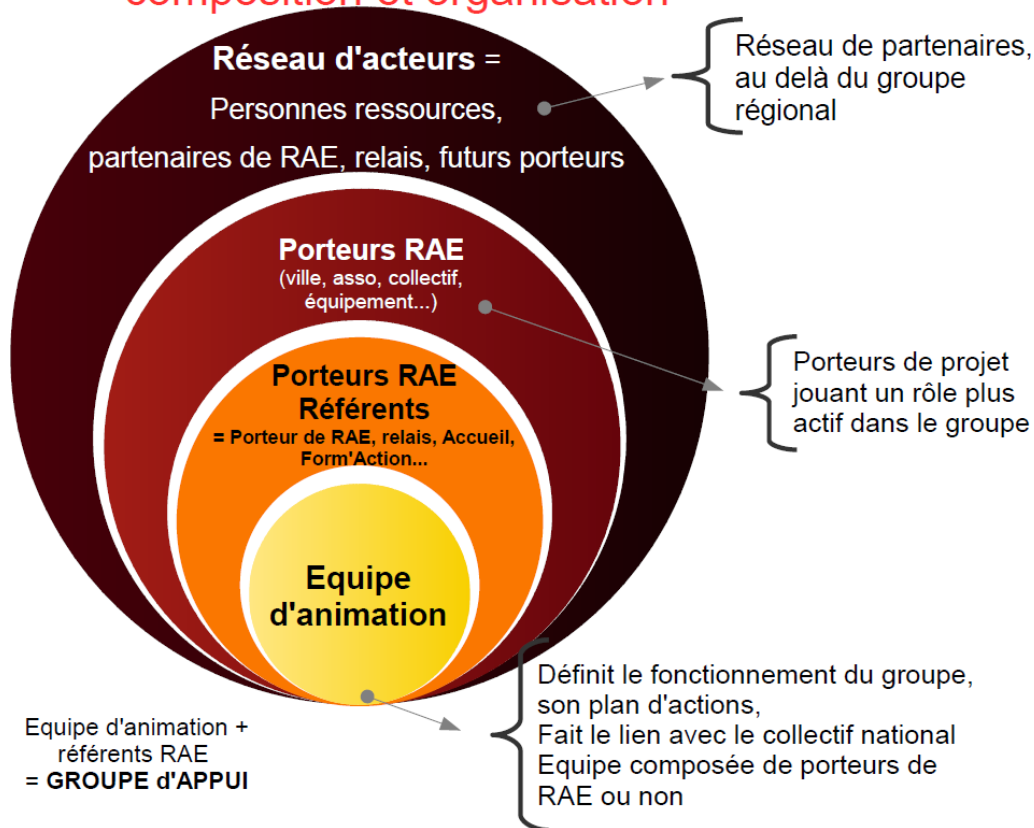 composition et organisation
Réseau d'acteurs =
Personnes ressources,
partenaires de RAE, relais, futurs porteurs
Réseau de partenaires,
au delà du groupe
régional
Porteurs RAE
(ville, asso, collectif,
équipement...)
Porteurs de projet
jouant un rôle plus
actif dans le groupe
Porteurs RAE
Référents
= Porteur de RAE, relais, Accueil,
Form'Action...
Equipe
d'animation
Définit le fonctionnement du groupe,
son plan d'actions,
Fait le lien avec le collectif national
Equipe composée de porteurs de
RAE ou non
Equipe d'animation +
référents RAE
= GROUPE d'APPUI